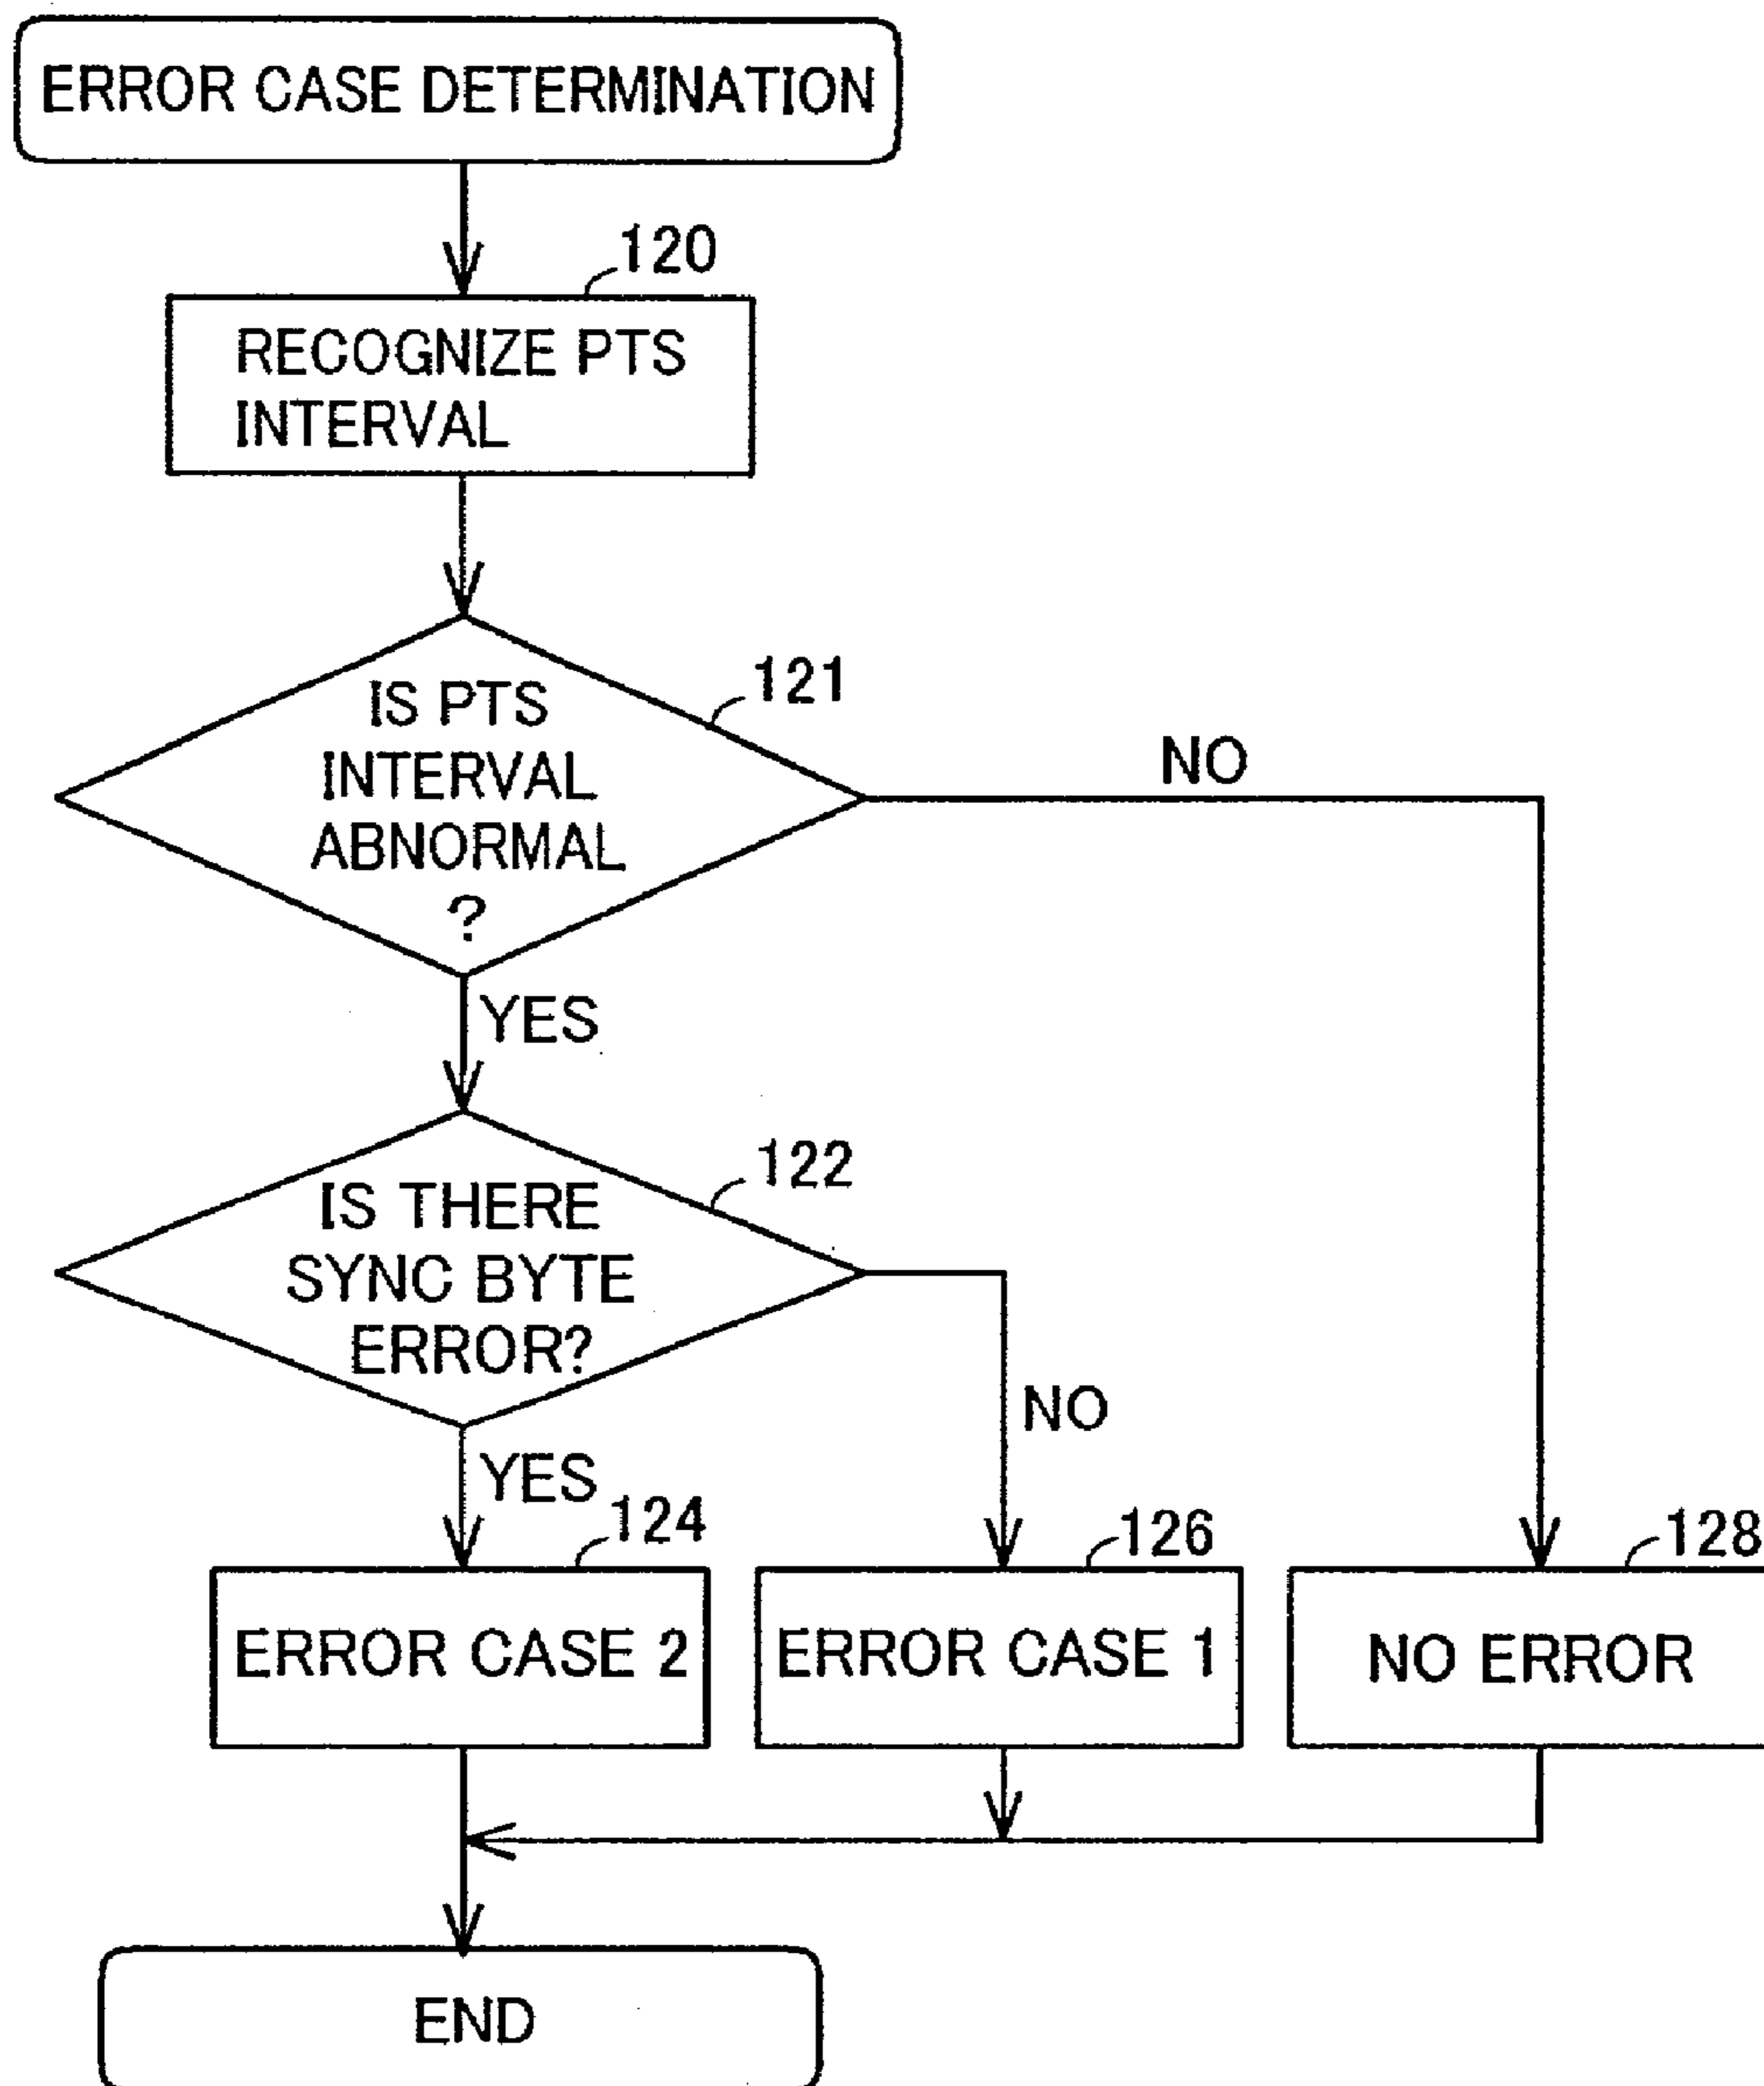 ERROR CASE DETERMINATION
120
RECOGNIZE PTS
INTERVAL
121
IS PTS
INTERVAL
ABNORMAL
?
NO
YES
122
IS THERE
SYNC BYTE
ERROR?
NO
YES
124
126
128
ERROR CASE 2
ERROR CASE 1
NO ERROR
END